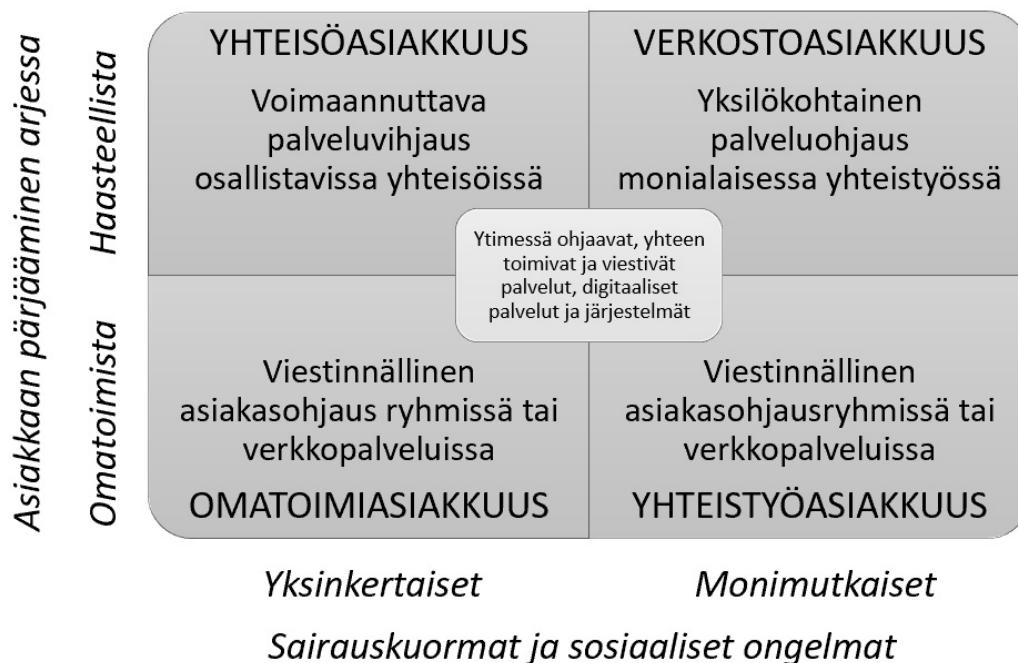 Asiakkaan pärjääminen arjessa
Haasteellista
Omatoimista
YHTEISÖASIAKKUUS
Voimaannuttava
palveluvihjaus
osallistavissa yhteisöissä
VERKOSTOASIAKKUUS
Yksilökohtainen
palveluohjaus
monialaisessa yhteistyössä
Ytimessä ohjaavat, yhteen
toimivat ja viestivät
palvelut, digitaaliset
palvelut ja järjestelmät
Viestinnällinen
asiakasohjaus ryhmissä tai
verkkopalveluissa
OMATOIMIASIAKKUUS
Viestinnällinen
asiakasohjausryhmissä tai
verkkopalveluissa
YHTEISTYÖASIAKKUUS
Yksinkertaiset
Monimutkaiset
Sairauskuormat ja sosiaaliset ongelmat